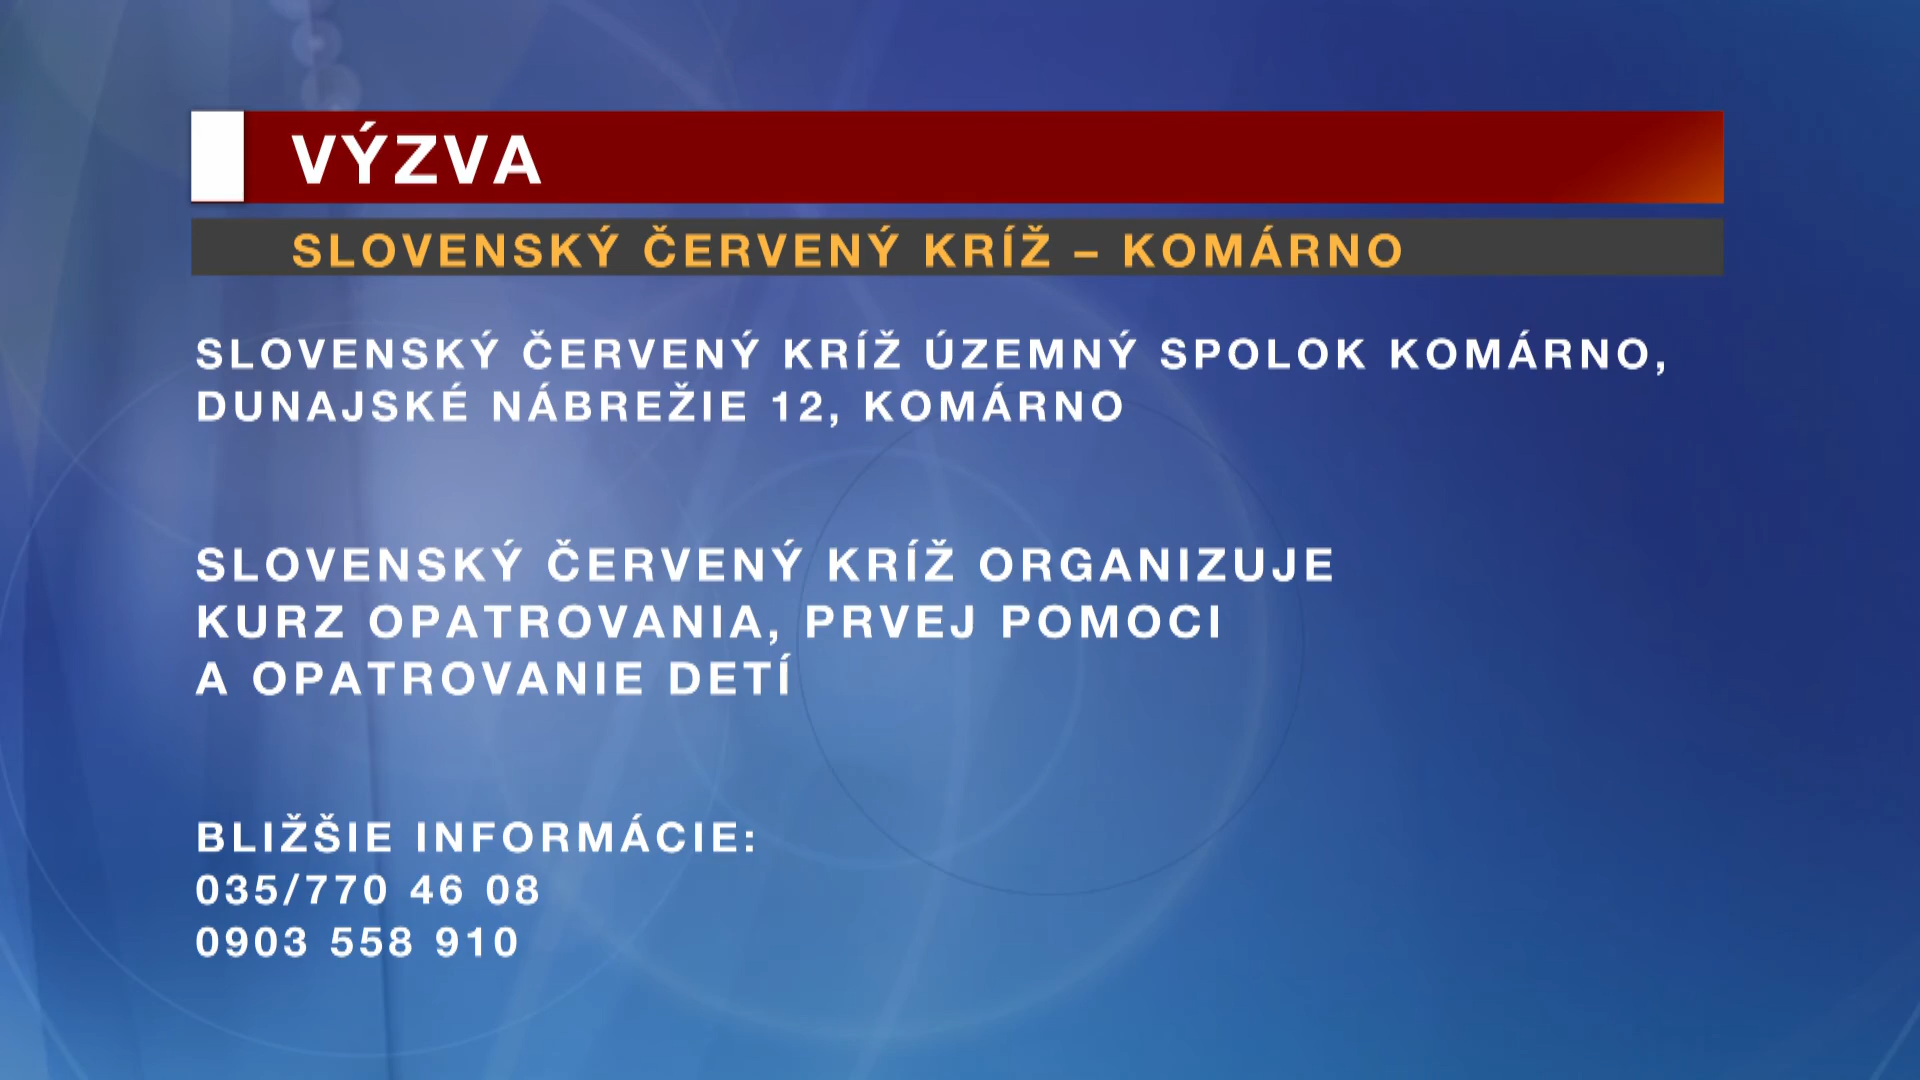 VÝZVA
SLOVENSKÝ ČERVENÝ KRÍŽ – KOMÁRNO
SLOVENSKÝ ČERVENÝ KRÍŽ ÚZEMNÝ SPOLOK KOMÁRNO,
DUNAJSKÉ NÁBREŽIE 12, KOMÁRNO
SLOVENSKÝ ČERVENÝ KRÍŽ ORGANIZUJE
KURZ OPATROVANIA, PRVEJ POMOCI
A OPATROVANIE DETÍ
BLIŽŠIE INFORMÁCIE:
035/770 46 08
0903 558 910